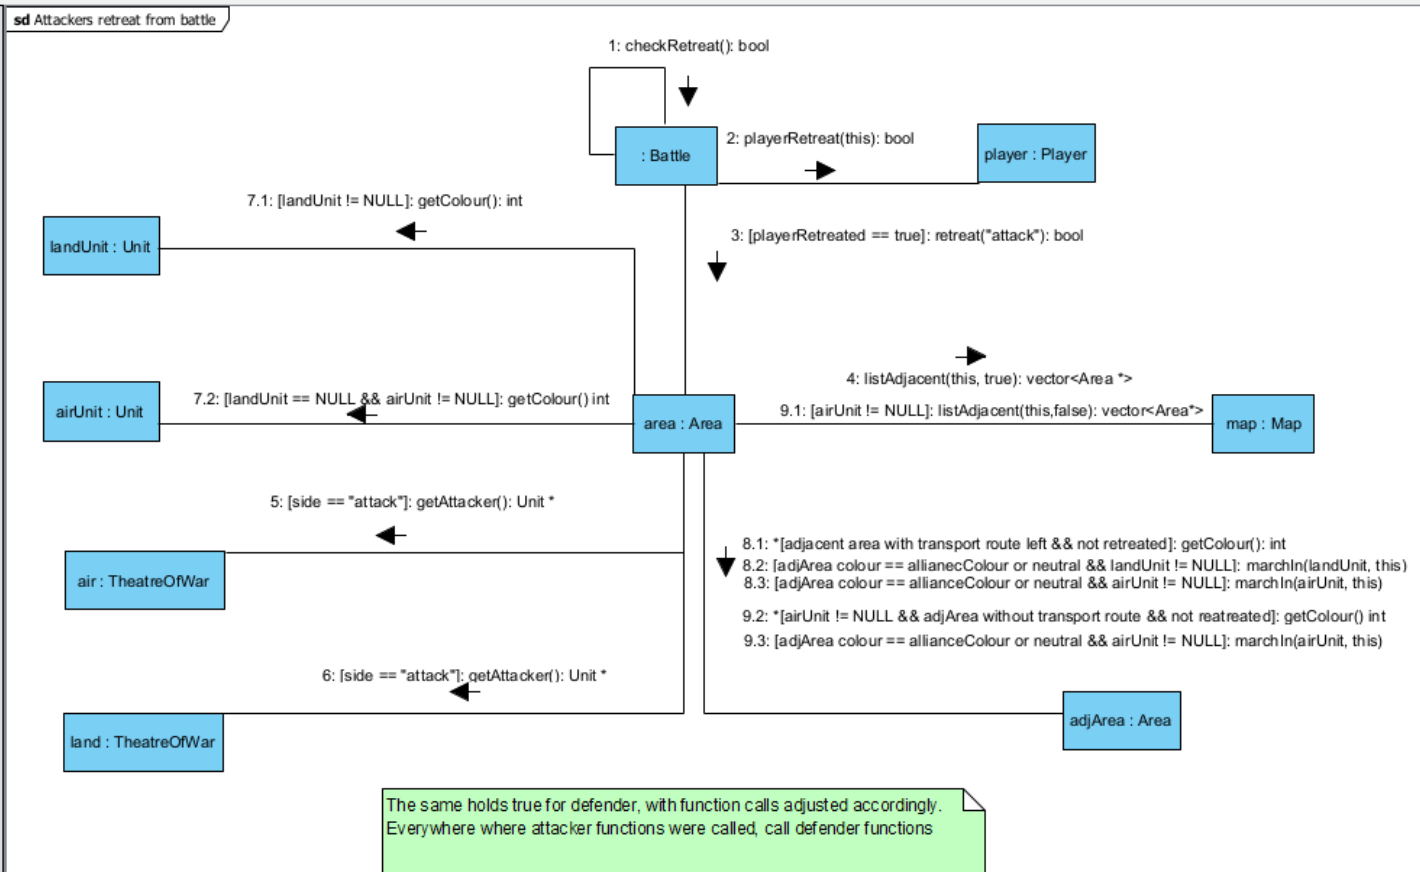 sd Attackers retreat from battle
1: checkRetreat(): bool
: Battle
2: playerRetreat(this): bool
player : Player
7.1: [landUnit != NULL]: getColour(): int
landUnit : Unit
3: [playerRetreated == true]: retreat("attack"): bool
4: listAdjacent(this, true): vector<Area *>
airUnit : Unit
7.2: [landUnit == NULL && airUnit != NULL]: getColour() int
area : Area
9.1: [airUnit != NULL]: listAdjacent(this,false): vector<Area*>
map : Map
5: [side == "attack"]: getAttacker(): Unit *
air : TheatreOfWar
8.1: *[adjacent area with transport route left && not retreated]: getColour(): int
8.2: [adjArea colour == allianecColour or neutral && landUnit != NULL]: marchIn(landUnit, this)
8.3: [adjArea colour == allianceColour or neutral && airUnit != NULL]: marchIn(airUnit, this)
9.2: *[airUnit != NULL && adjArea without transport route && not reatreated]: getColour() int
9.3: [adjArea colour == allianceColour or neutral && airUnit != NULL]: marchIn(airUnit, this)
6: [side == "attack"]: getAttacker(): Unit *
land : TheatreOfWar
adjArea : Area
The same holds true for defender, with function calls adjusted accordingly.
Everywhere where attacker functions were called, call defender functions